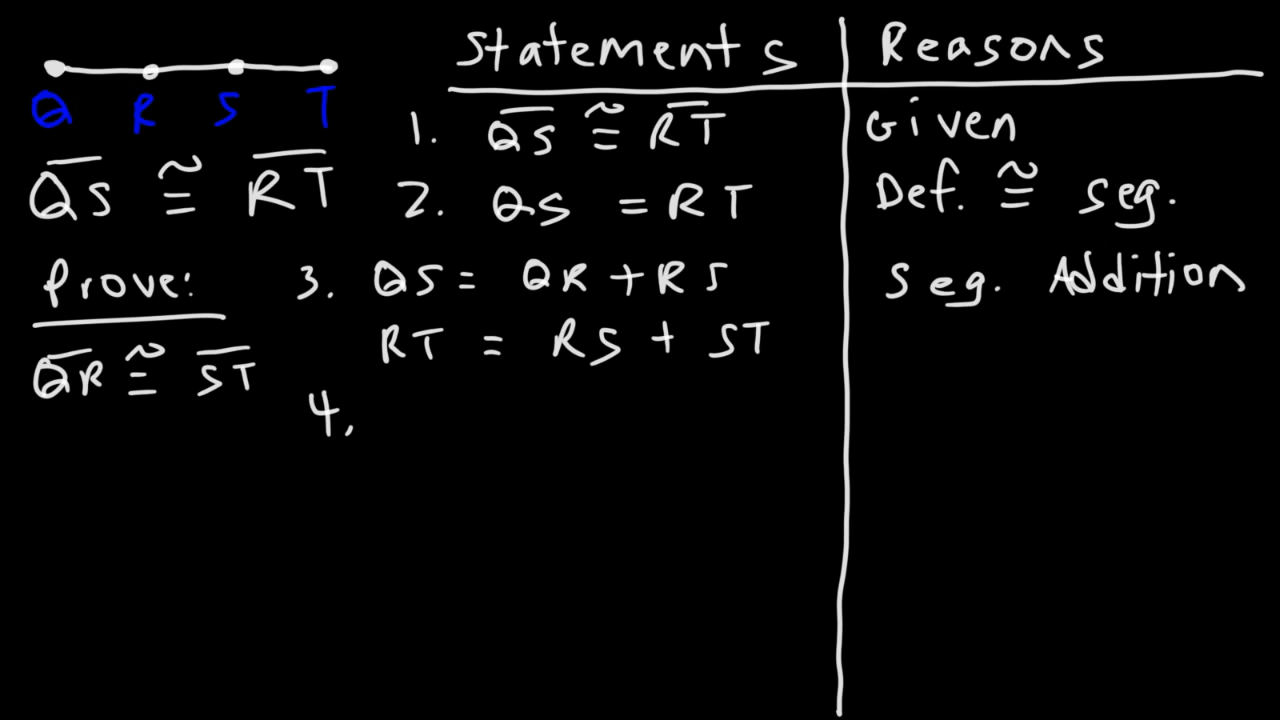 Q R S T
QS ≅ RT
Prove:
QR ≅ ST
Statements Reasons
1. QS ≅ RT Given
2. QS = RT Def. ≅ seg.
3. QS = QR + RS Seg. Addition
RT = RS + ST
4.